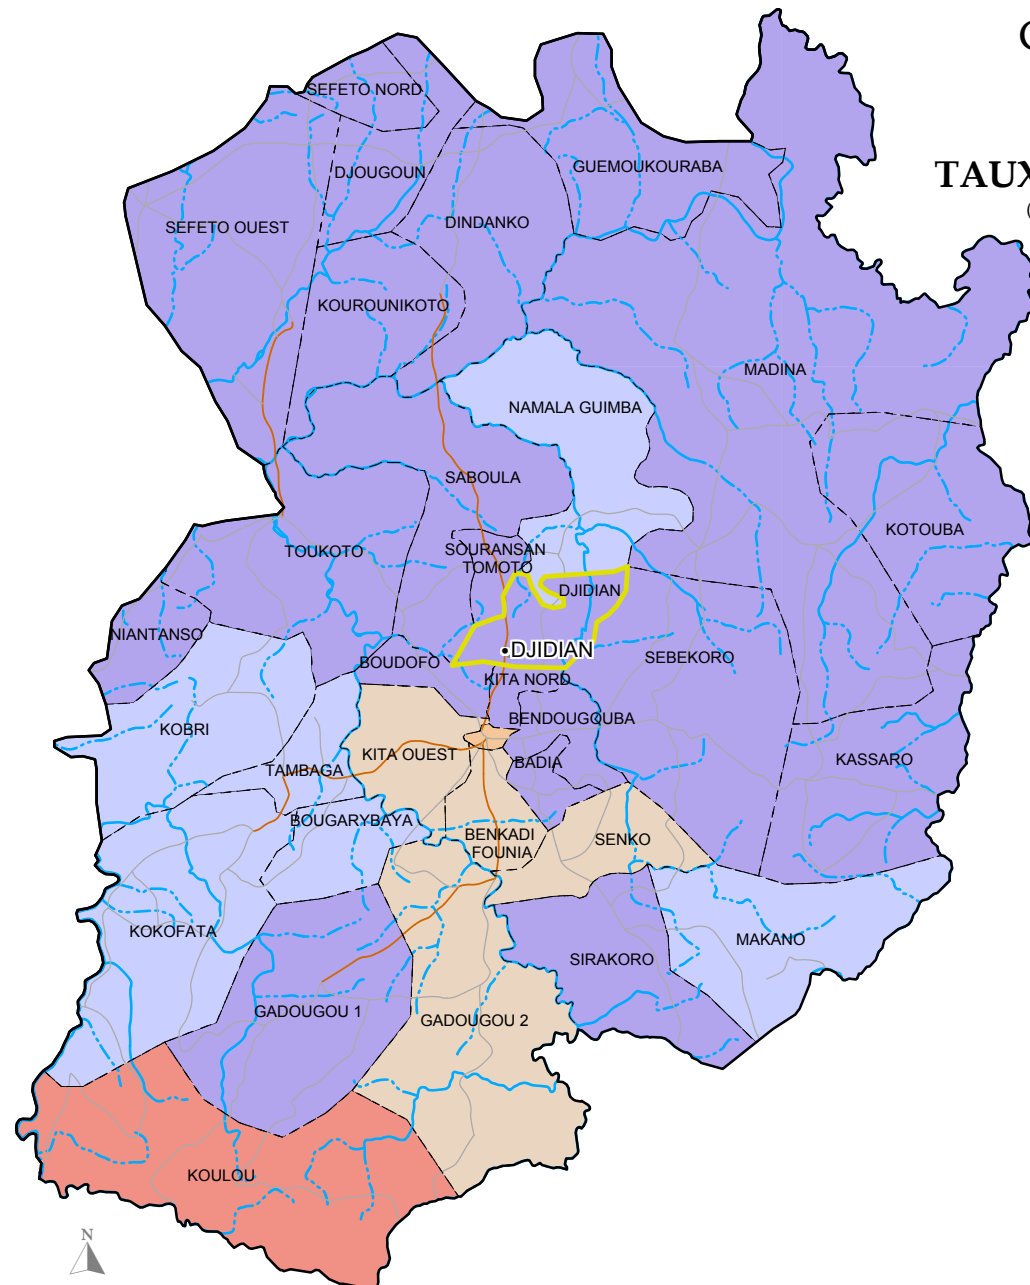 C
SEFETO NORD
TAUX
(
GUEMOUKOURABA
DJOUGOUN
SEFETO OUEST
DINDANKO
KOUROUNIKOTO
MADINA
NAMALA GUIMBA
SABOULA
KOTOUBA
TOUKOTO
SOURANSAN
TOMOTO
DJIDIAN
NIANTANSO
BOUDOFO
DJIDIAN
SEBEKORO
KITA NORD
BENDOUGOUBA
KOBRI
KITA OUEST
BADIA
KASSARO
TAMBAGA
BOUGARYBAYA
BENKADI
FOUNIA
SENKO
KOKOFATA
MAKANO
SIRAKORO
GADOUGOU 1
GADOUGOU 2
KOULOU
N